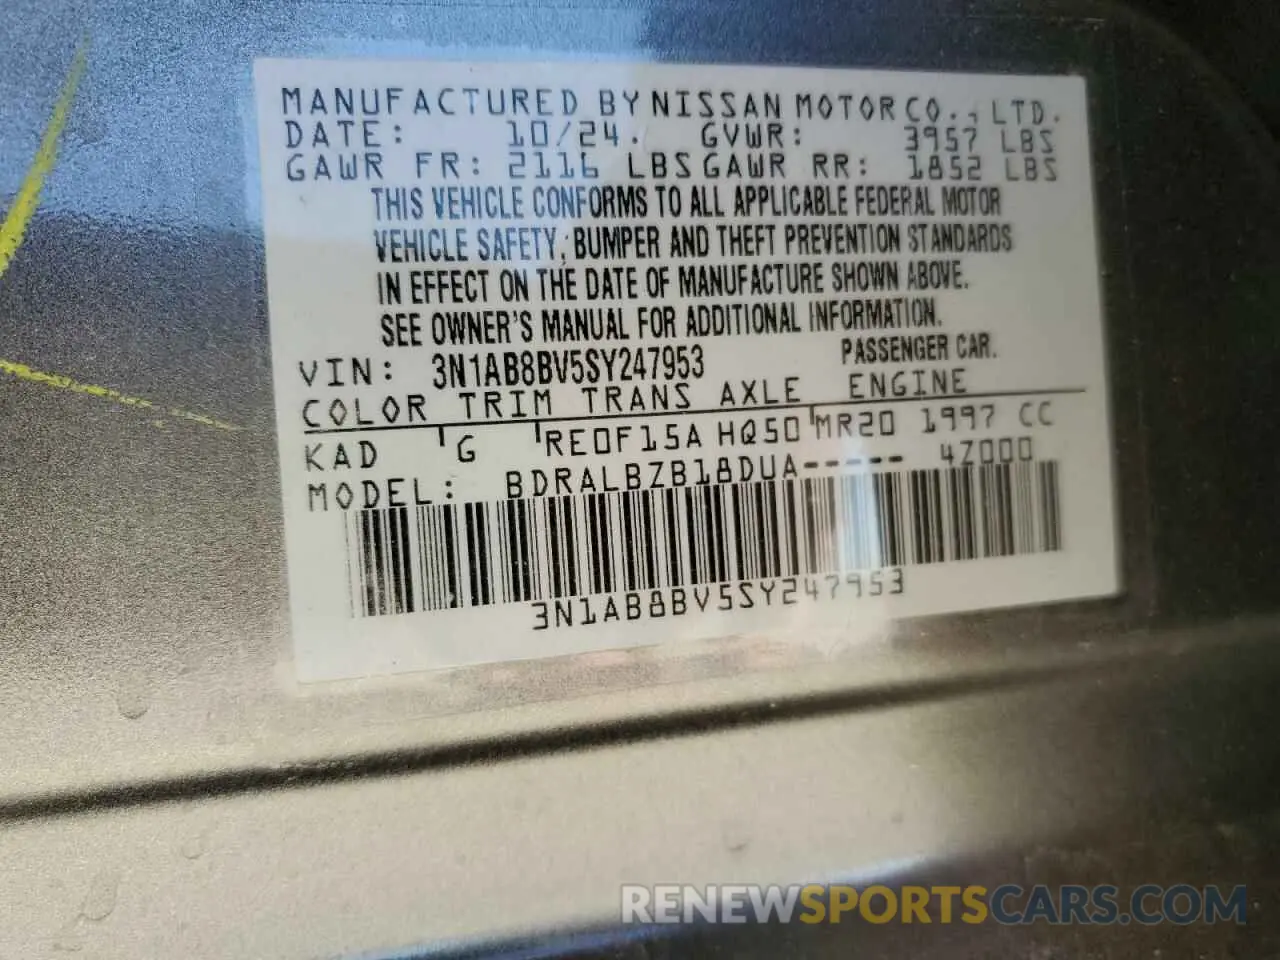 MANUFACTURED BY NISSAN MOTOR CO., LTD.
DATE: 10/24. GVWR: 3957 LBS
GAWR FR: 2116 LBS GAWR RR: 1852 LBS
THIS VEHICLE CONFORMS TO ALL APPLICABLE FEDERAL MOTOR
VEHICLE SAFETY, BUMPER AND THEFT PREVENTION STANDARDS
IN EFFECT ON THE DATE OF MANUFACTURE SHOWN ABOVE.
SEE OWNER'S MANUAL FOR ADDITIONAL INFORMATION.
VIN: 3N1AB8BV5SY247953 PASSENGER CAR.
COLOR TRIM TRANS AXLE ENGINE
KAD G RE0F15A HQ50 MR20 1997 CC
MODEL: BDRALBZB18DUA----- 4Z000
3N1AB8BV5SY247953
RENEWSPORTSCARS.COM